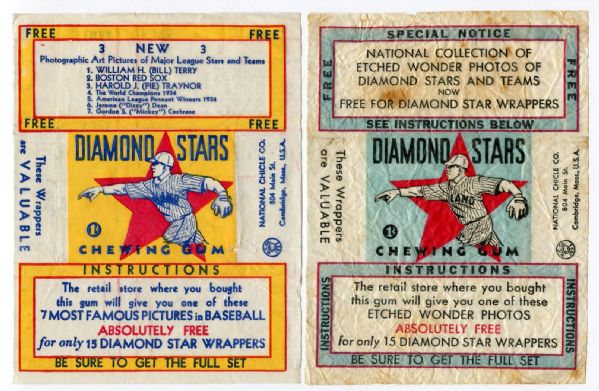 FREE FREE
3 NEW 3
Photographic Art Pictures of Major League Stars and Teams
1. WILLIAM H. (BILL) TERRY
2. BOSTON RED SOX
3. HAROLD J. (PIE) TRAYNOR
4. The World Champions 1934
5. American League Pennant Winners 1934
6. Jerome ("Dizzy") Dean
7. Gordon S. ("Mickey") Cochrane
FREE FREE
These Wrappers
are VALUABLE
DIAMOND STARS
1¢
CHEWING GUM
NATIONAL CHICLE CO.
804 Main St.
Cambridge, Mass., U.S.A.
INSTRUCTIONS
The retail store where you bought
this gum will give you one of these
7 MOST FAMOUS PICTURES in BASEBALL
ABSOLUTELY FREE
for only 15 DIAMOND STAR WRAPPERS
BE SURE TO GET THE FULL SET
SPECIAL NOTICE
FREE
NATIONAL COLLECTION OF
ETCHED WONDER PHOTOS OF
DIAMOND STARS AND TEAMS
NOW
FREE FOR DIAMOND STAR WRAPPERS
FREE
SEE INSTRUCTIONS BELOW
These Wrappers
are VALUABLE
DIAMOND STARS
LAND
1¢
CHEWING GUM
NATIONAL CHICLE CO.
804 Main St.
Cambridge, Mass., U.S.A.
INSTRUCTIONS
INSTRUCTIONS
The retail store where you bought
this gum will give you one of these
ETCHED WONDER PHOTOS
ABSOLUTELY FREE
for only 15 DIAMOND STAR WRAPPERS
INSTRUCTIONS
BE SURE TO GET THE FULL SET